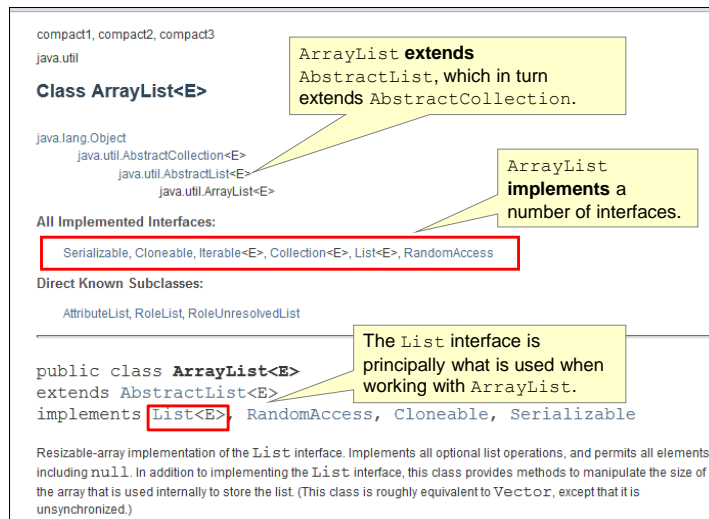 compact1, compact2, compact3
java.util
Class ArrayList<E>
ArrayList extends
AbstractList, which in turn
extends AbstractCollection.
java.lang.Object
java.util.AbstractCollection<E>
java.util.AbstractList<E>
java.util.ArrayList<E>
ArrayList
implements a
number of interfaces.
All Implemented Interfaces:
Serializable, Cloneable, Iterable<E>, Collection<E>, List<E>, RandomAccess
Direct Known Subclasses:
AttributeList, RoleList, RoleUnresolvedList
The List interface is
principally what is used when
working with ArrayList.
public class ArrayList<E>
extends AbstractList<E>
implements List<E>, RandomAccess, Cloneable, Serializable
Resizable-array implementation of the List interface. Implements all optional list operations, and permits all elements
including null. In addition to implementing the List interface, this class provides methods to manipulate the size of
the array that is used internally to store the list. (This class is roughly equivalent to Vector, except that it is
unsynchronized.)